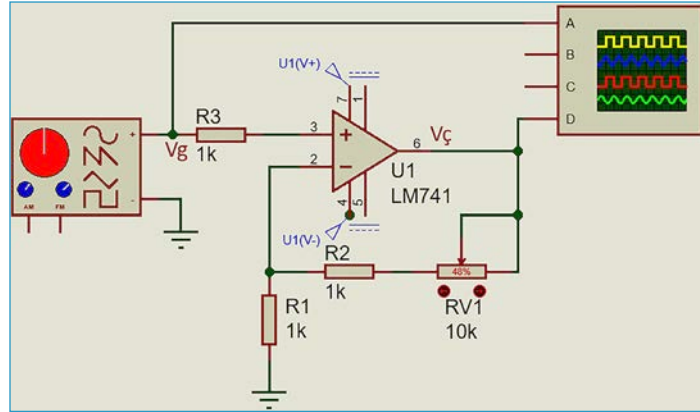 A
B
C
D
U1(V+)
7
1
R3
1k
Vg
+
-
AM
FM
3
2
6
Vç
U1
LM741
4
5
U1(V-)
R2
1k
48%
RV1
10k
R1
1k